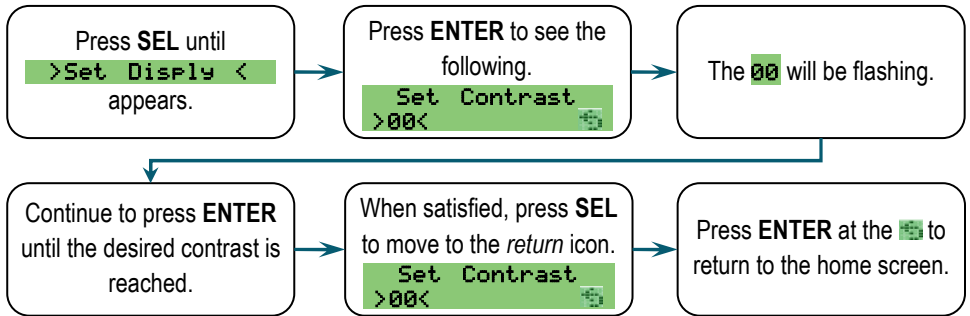 Press SEL until
>Set Disply <
appears.
Press ENTER to see the
following.
Set Contrast
>00<
The 00 will be flashing.
Continue to press ENTER
until the desired contrast is
reached.
When satisfied, press SEL
to move to the return icon.
Set Contrast
>00<
Press ENTER at the to
return to the home screen.